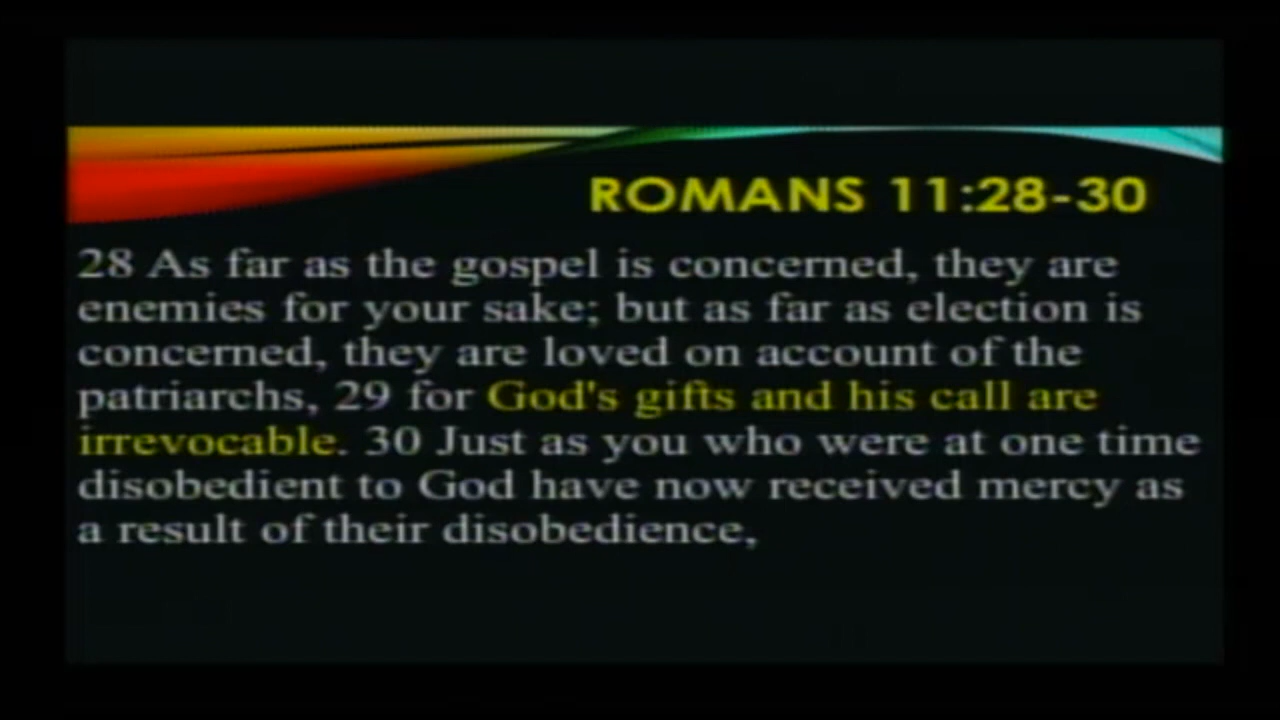 ROMANS 11:28-30
28 As far as the gospel is concerned, they are
enemies for your sake; but as far as election is
concerned, they are loved on account of the
patriarchs, 29 for God's gifts and his call are
irrevocable. 30 Just as you who were at one time
disobedient to God have now received mercy as
a result of their disobedience,